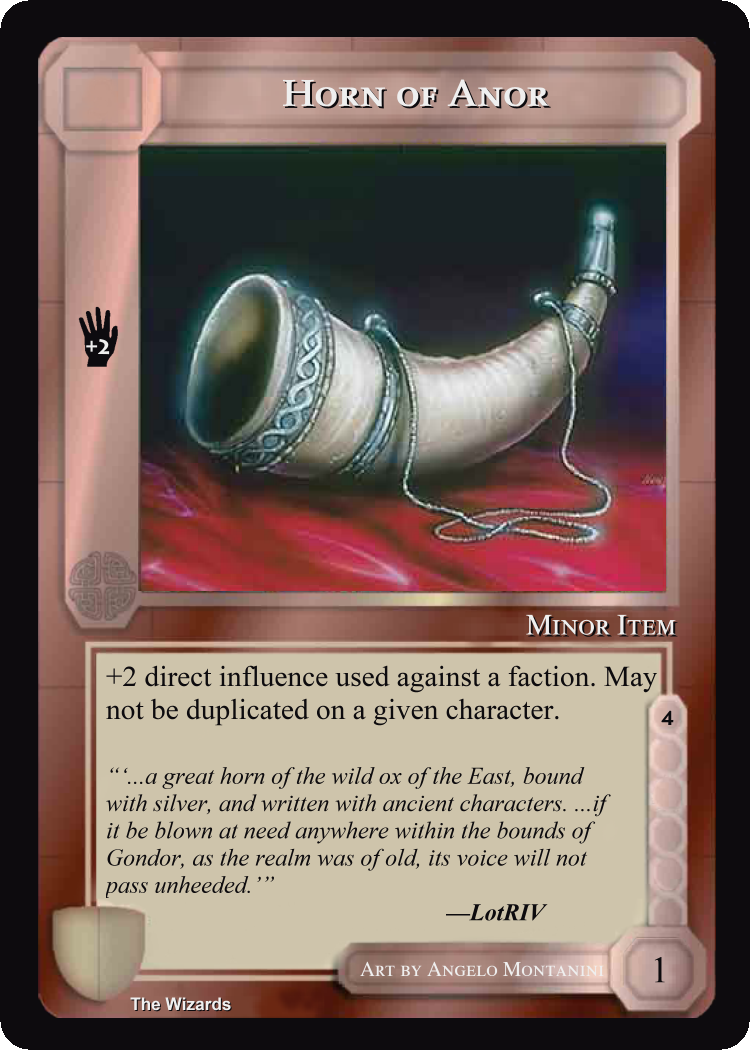 HORN OF ANOR
+2
MINOR ITEM
+2 direct influence used against a faction. May
not be duplicated on a given character.
4
“‘...a great horn of the wild ox of the East, bound
with silver, and written with ancient characters. ...if
it be blown at need anywhere within the bounds of
Gondor, as the realm was of old, its voice will not
pass unheeded.’”
—LotRIV
ART BY ANGELO MONTANINI
1
The Wizards